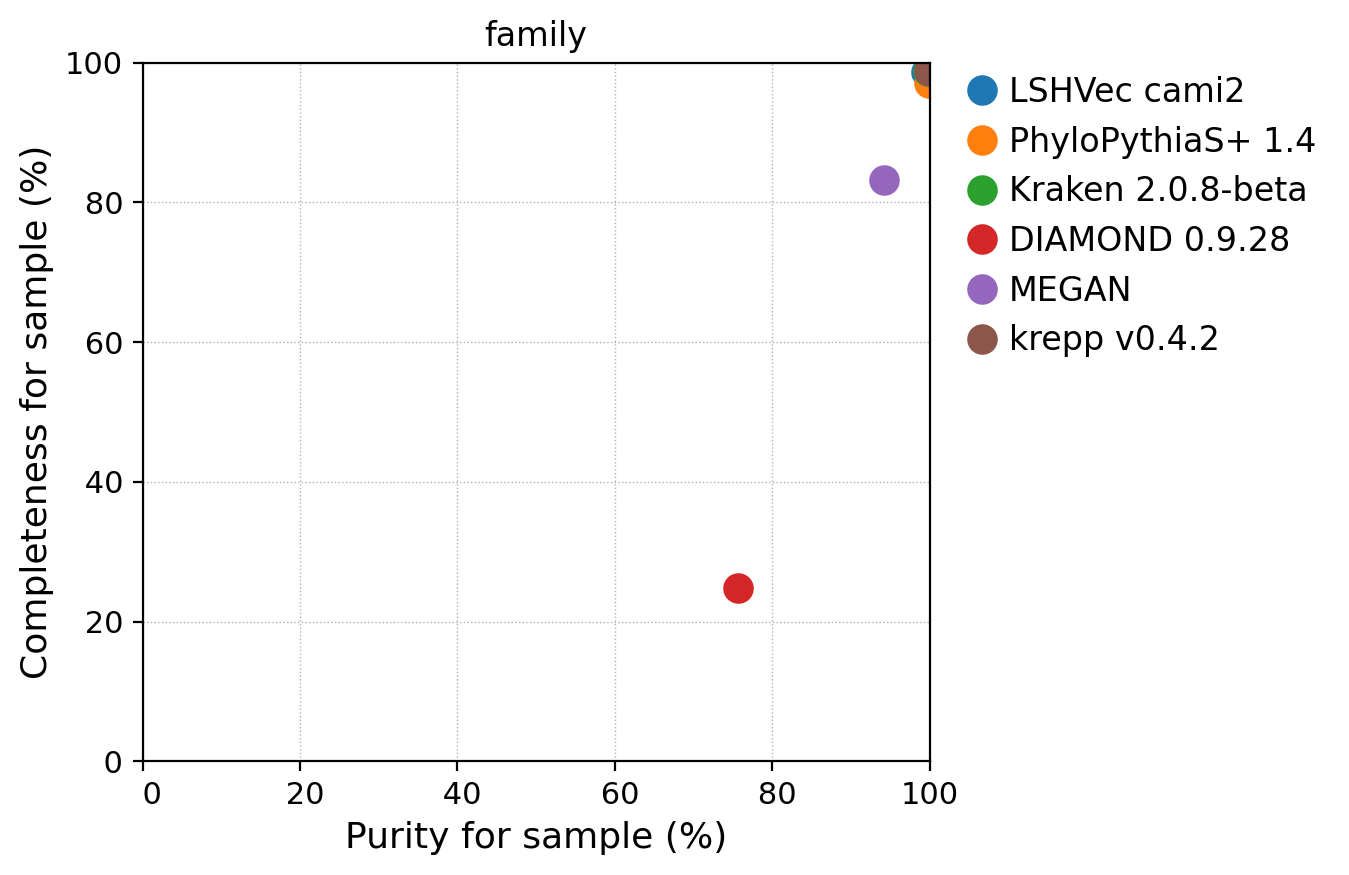 family
Completeness for sample (%)
100
80
60
40
20
0
0 20 40 60 80 100
Purity for sample (%)
LSHVec cami2
PhyloPythiaS+ 1.4
Kraken 2.0.8-beta
DIAMOND 0.9.28
MEGAN
krepp v0.4.2